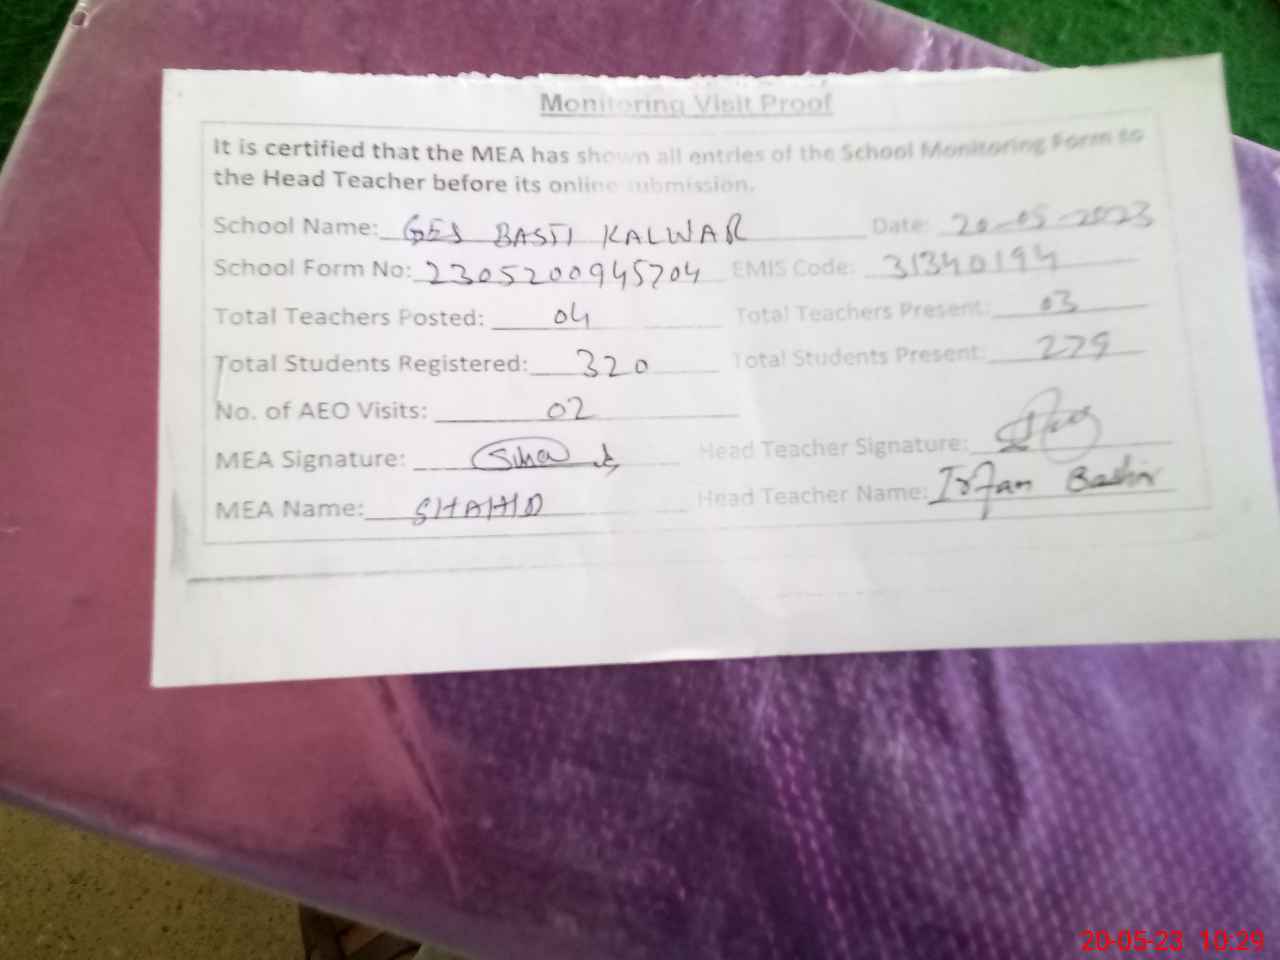 Monitoring Visit Proof
It is certified that the MEA has shown all entries of the School Monitoring Form to
the Head Teacher before its online submission.
School Name: GES BASTI KALWAR Date: 20-05-2023
School Form No: 2305200945704 EMIS Code: 31340194
Total Teachers Posted: 04 Total Teachers Present: 03
Total Students Registered: 320 Total Students Present: 279
No. of AEO Visits: 02
MEA Signature: Head Teacher Signature:
MEA Name: SHAHID Head Teacher Name: Irfan Bashir
20-05-23 10:29